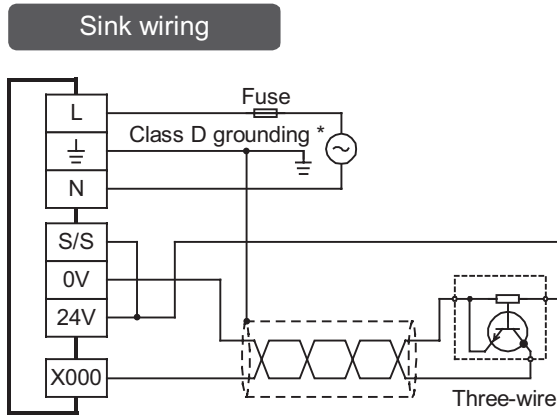 Sink wiring
Fuse
L
Class D grounding *
N
S/S
0V
24V
X000
Three-wire